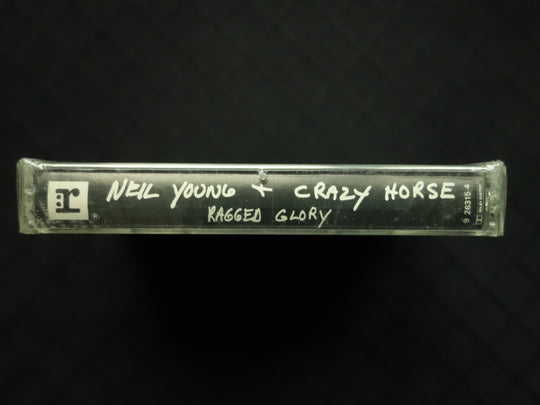 r
NEIL YOUNG + CRAZY HORSE
RAGGED GLORY
9 26315-4